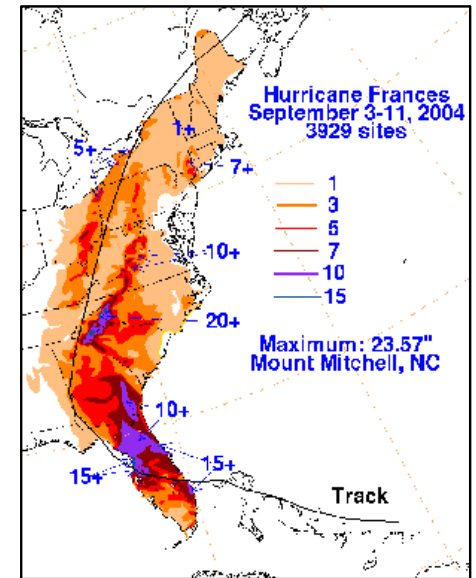 Hurricane Frances
September 3-11, 2004
3929 sites
1+
5+
7+
1
3
5
7
10
15
10+
20+
Maximum: 23.57"
Mount Mitchell, NC
10+
15+
15+
Track